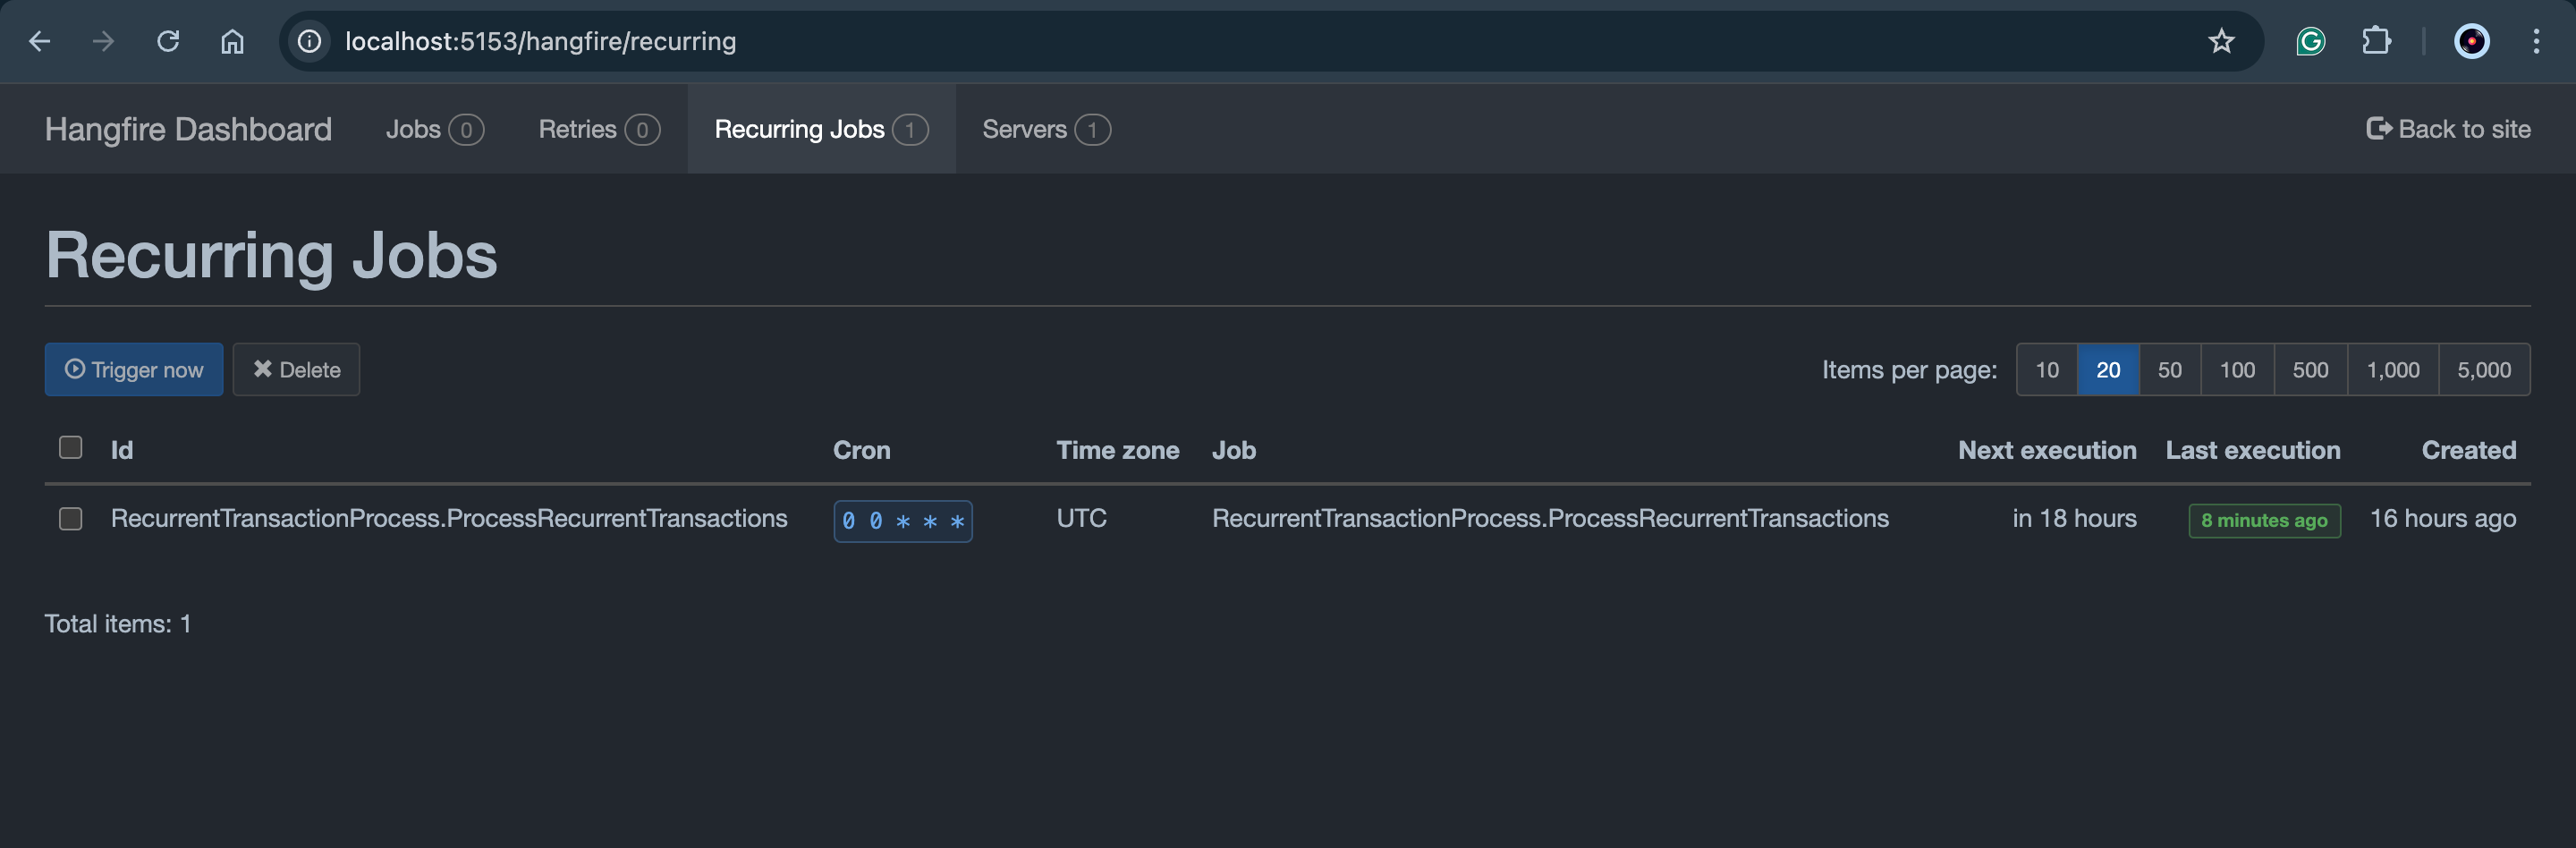 localhost:5153/hangfire/recurring
Hangfire Dashboard Jobs 0 Retries 0 Recurring Jobs 1 Servers 1 Back to site
Recurring Jobs
Trigger now Delete Items per page: 10 20 50 100 500 1,000 5,000
Id Cron Time zone Job Next execution Last execution Created
RecurrentTransactionProcess.ProcessRecurrentTransactions 0 0 * * * UTC RecurrentTransactionProcess.ProcessRecurrentTransactions in 18 hours 8 minutes ago 16 hours ago
Total items: 1